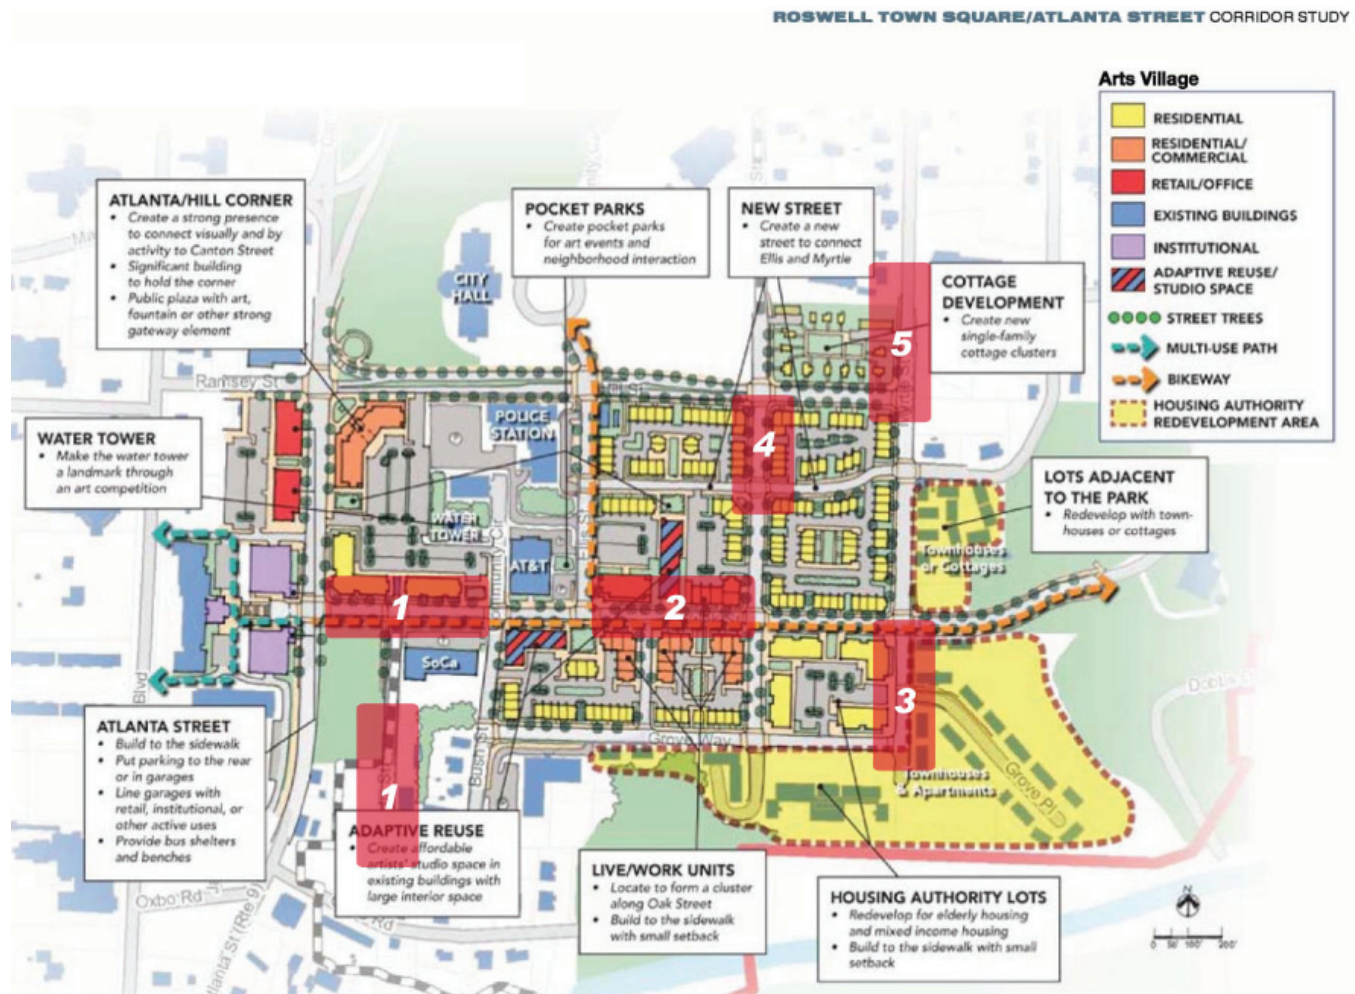 ROSWELL TOWN SQUARE/ATLANTA STREET CORRIDOR STUDY
Arts Village
RESIDENTIAL
RESIDENTIAL/
COMMERCIAL
RETAIL/OFFICE
EXISTING BUILDINGS
INSTITUTIONAL
ADAPTIVE REUSE/
STUDIO SPACE
STREET TREES
MULTI-USE PATH
BIKEWAY
HOUSING AUTHORITY
REDEVELOPMENT AREA
ATLANTA/HILL CORNER
• Create a strong presence
to connect visually and by
activity to Canton Street
• Significant building
to hold the corner
• Public plaza with art,
fountain or other strong
gateway element
POCKET PARKS
• Create pocket parks
for art events and
neighborhood interaction
NEW STREET
• Create a new
street to connect
Ellis and Myrtle
COTTAGE
DEVELOPMENT
• Create new
single-family
cottage clusters
CITY
HALL
5
Ramsey St
POLICE
STATION
4
WATER TOWER
• Make the water tower
a landmark through
an art competition
LOTS ADJACENT
TO THE PARK
• Redevelop with town-
houses or cottages
WATER
TOWER
Townhouses
or Cottages
AT&T
1
2
SoCa
3
Blvd
Dobbs
ATLANTA STREET
• Build to the sidewalk
• Put parking to the rear
or in garages
• Line garages with
retail, institutional, or
other active uses
• Provide bus shelters
and benches
Bush St
Grove Way
Townhouses
& Apartments
Grove Pl
1
ADAPTIVE REUSE
• Create affordable
artists' studio space in
existing buildings with
large interior space
LIVE/WORK UNITS
• Locate to form a cluster
along Oak Street
• Build to the sidewalk
with small setback
HOUSING AUTHORITY LOTS
• Redevelop for elderly housing
and mixed income housing
• Build to the sidewalk with small
setback
Oxbo Rd
Atlanta St (Rte 9)
N
0 50' 100' 200'